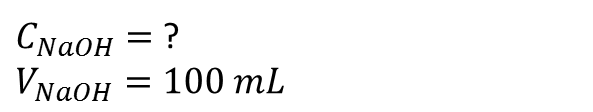 C_NaOH = ?
V_NaOH = 100 mL